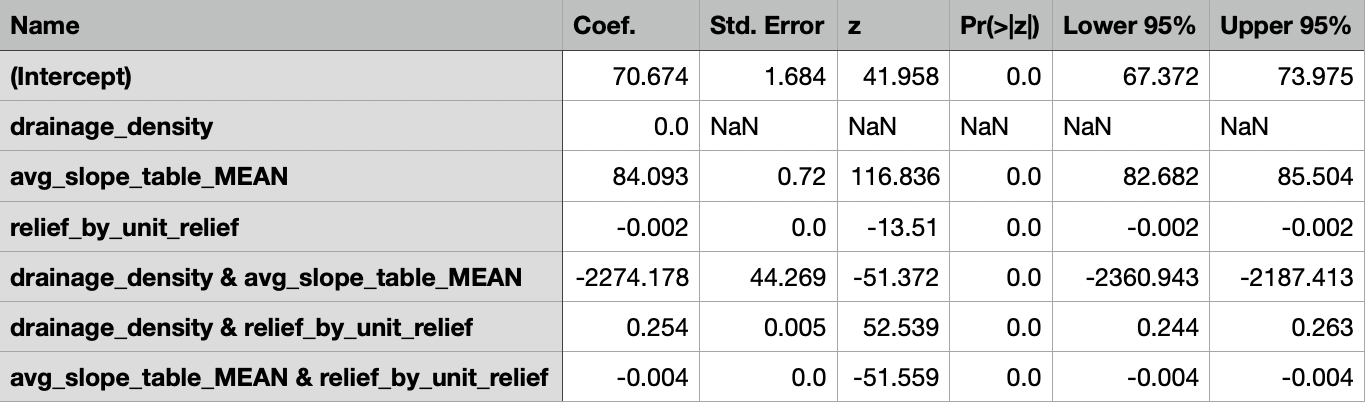 Name Coef. Std. Error z Pr(>|z|) Lower 95% Upper 95%
(Intercept) 70.674 1.684 41.958 0.0 67.372 73.975
drainage_density 0.0 NaN NaN NaN NaN NaN
avg_slope_table_MEAN 84.093 0.72 116.836 0.0 82.682 85.504
relief_by_unit_relief -0.002 0.0 -13.51 0.0 -0.002 -0.002
drainage_density & avg_slope_table_MEAN -2274.178 44.269 -51.372 0.0 -2360.943 -2187.413
drainage_density & relief_by_unit_relief 0.254 0.005 52.539 0.0 0.244 0.263
avg_slope_table_MEAN & relief_by_unit_relief -0.004 0.0 -51.559 0.0 -0.004 -0.004